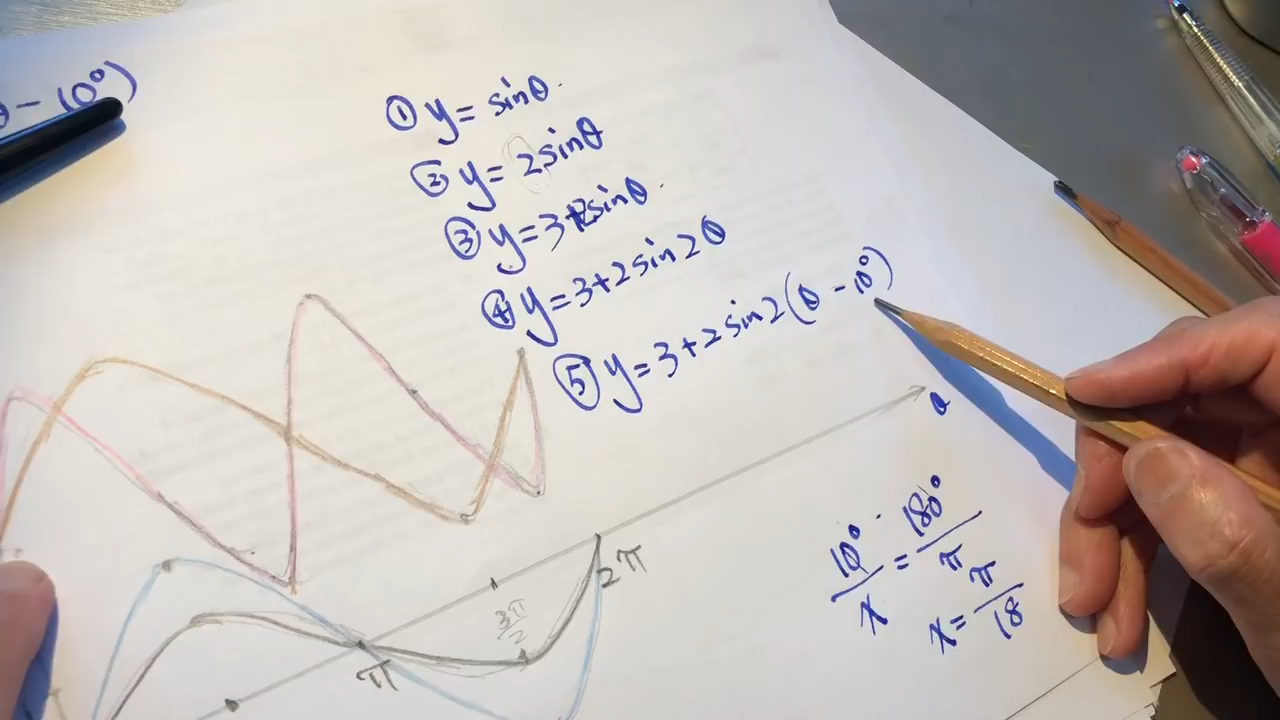 θ - 10°)
① y = sinθ.
② y = 2sinθ
③ y = 3+2sinθ.
④ y = 3+2sin2θ
⑤ y = 3+2sin2(θ - 10°)
θ
2π
3π/2
π
10°/x = 180°/π
x = π/18